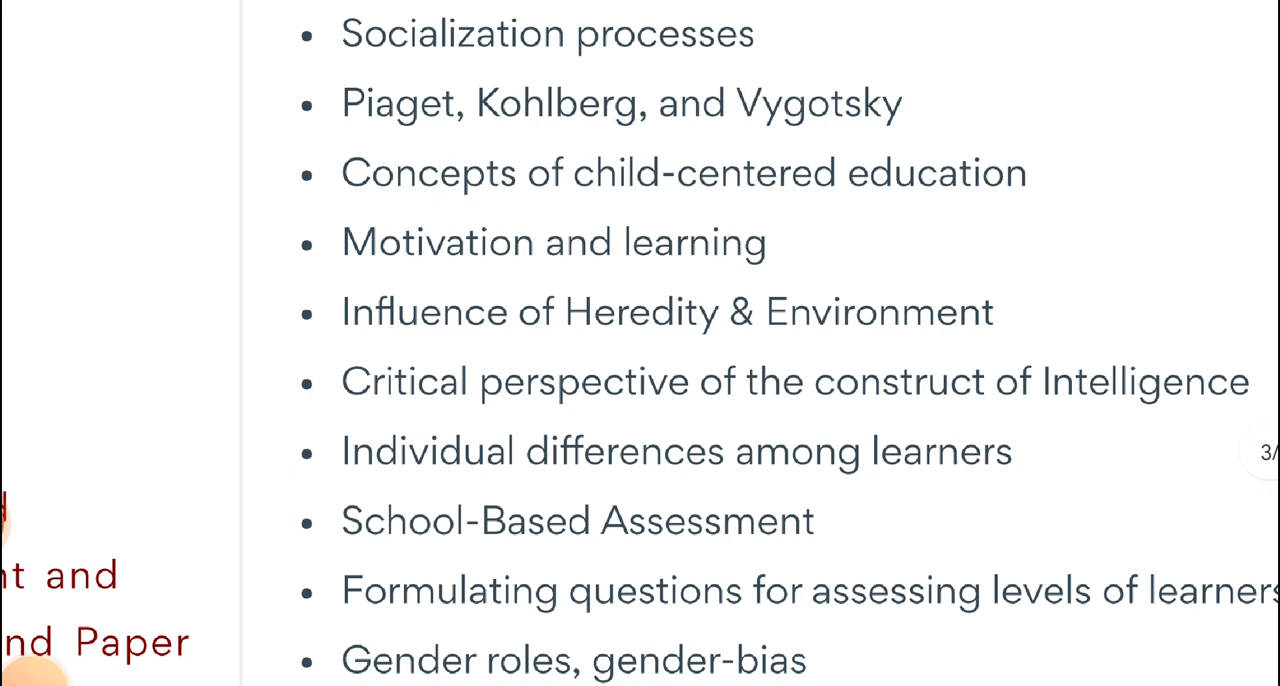 Socialization processes
Piaget, Kohlberg, and Vygotsky
Concepts of child-centered education
Motivation and learning
Influence of Heredity & Environment
Critical perspective of the construct of Intelligence
Individual differences among learners
School-Based Assessment
Formulating questions for assessing levels of learners
Gender roles, gender-bias
and
Paper
3/